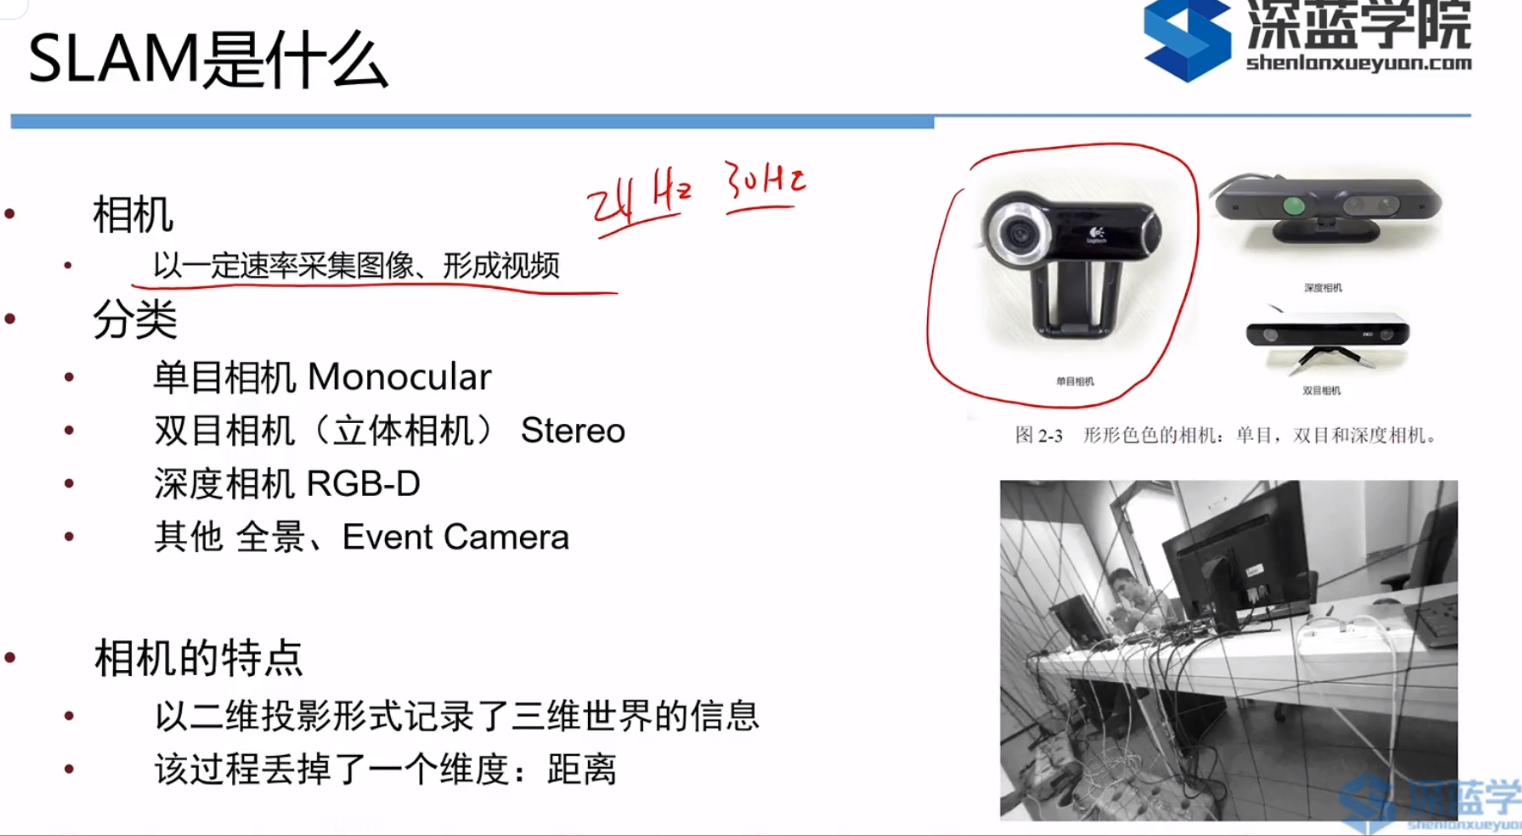 SLAM是什么
深蓝学院
shenlanxueyuan.com
24Hz 30Hz
相机
以一定速率采集图像、形成视频
分类
单目相机 Monocular
双目相机（立体相机） Stereo
深度相机 RGB-D
其他 全景、Event Camera
相机的特点
以二维投影形式记录了三维世界的信息
该过程丢掉了一个维度：距离
Logitech
单目相机
深度相机
双目相机
图 2-3 形形色色的相机：单目，双目和深度相机。
深蓝学
shenlanxueyuan